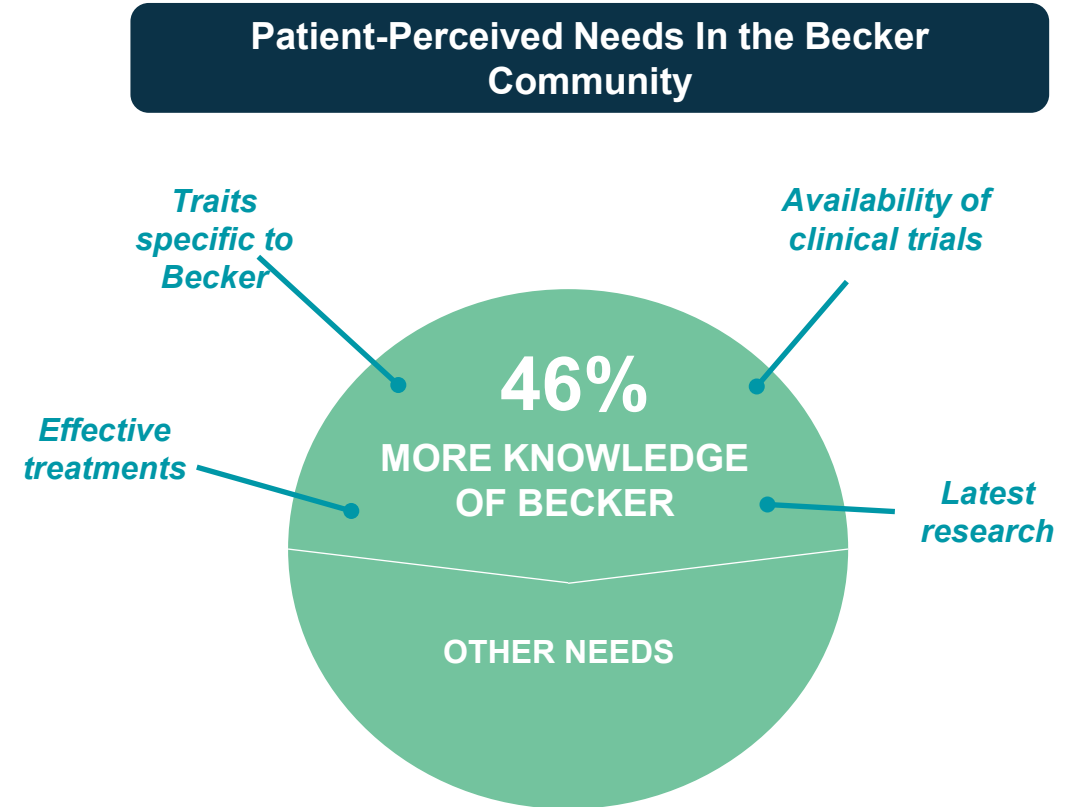 Patient-Perceived Needs In the Becker
Community
Traits
specific to
Becker
Availability of
clinical trials
46%
MORE KNOWLEDGE
OF BECKER
Effective
treatments
Latest
research
OTHER NEEDS